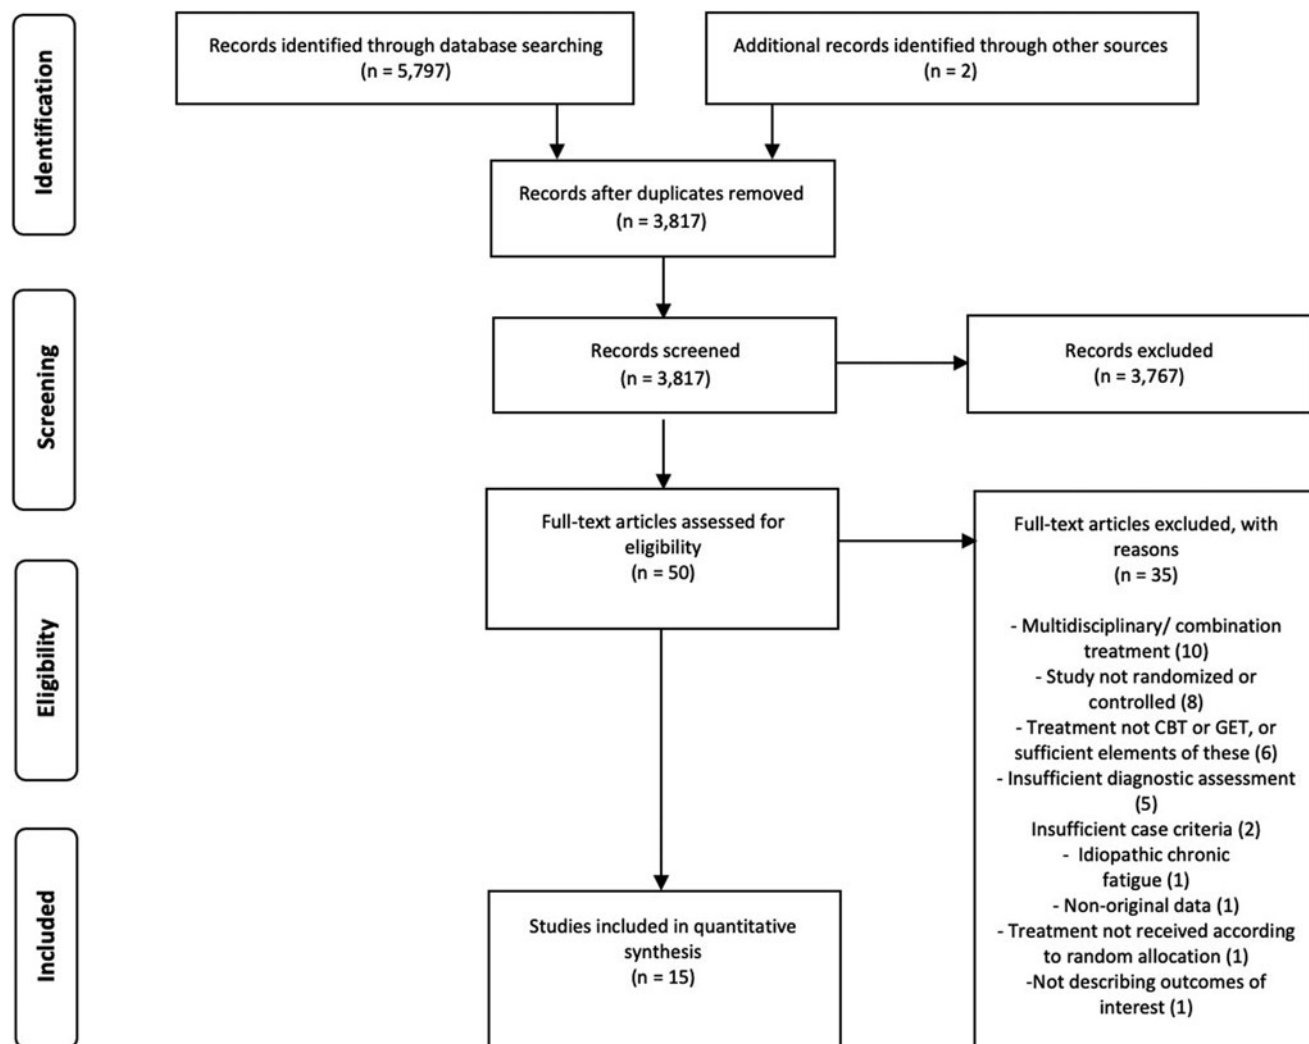 Identification
Records identified through database searching
(n = 5,797)
Additional records identified through other sources
(n = 2)
Records after duplicates removed
(n = 3,817)
Screening
Records screened
(n = 3,817)
Records excluded
(n = 3,767)
Eligibility
Full-text articles assessed for
eligibility
(n = 50)
Full-text articles excluded, with
reasons
(n = 35)
- Multidisciplinary/ combination
treatment (10)
- Study not randomized or
controlled (8)
- Treatment not CBT or GET, or
sufficient elements of these (6)
- Insufficient diagnostic assessment
(5)
Insufficient case criteria (2)
- Idiopathic chronic
fatigue (1)
- Non-original data (1)
- Treatment not received according
to random allocation (1)
-Not describing outcomes of
interest (1)
Included
Studies included in quantitative
synthesis
(n = 15)